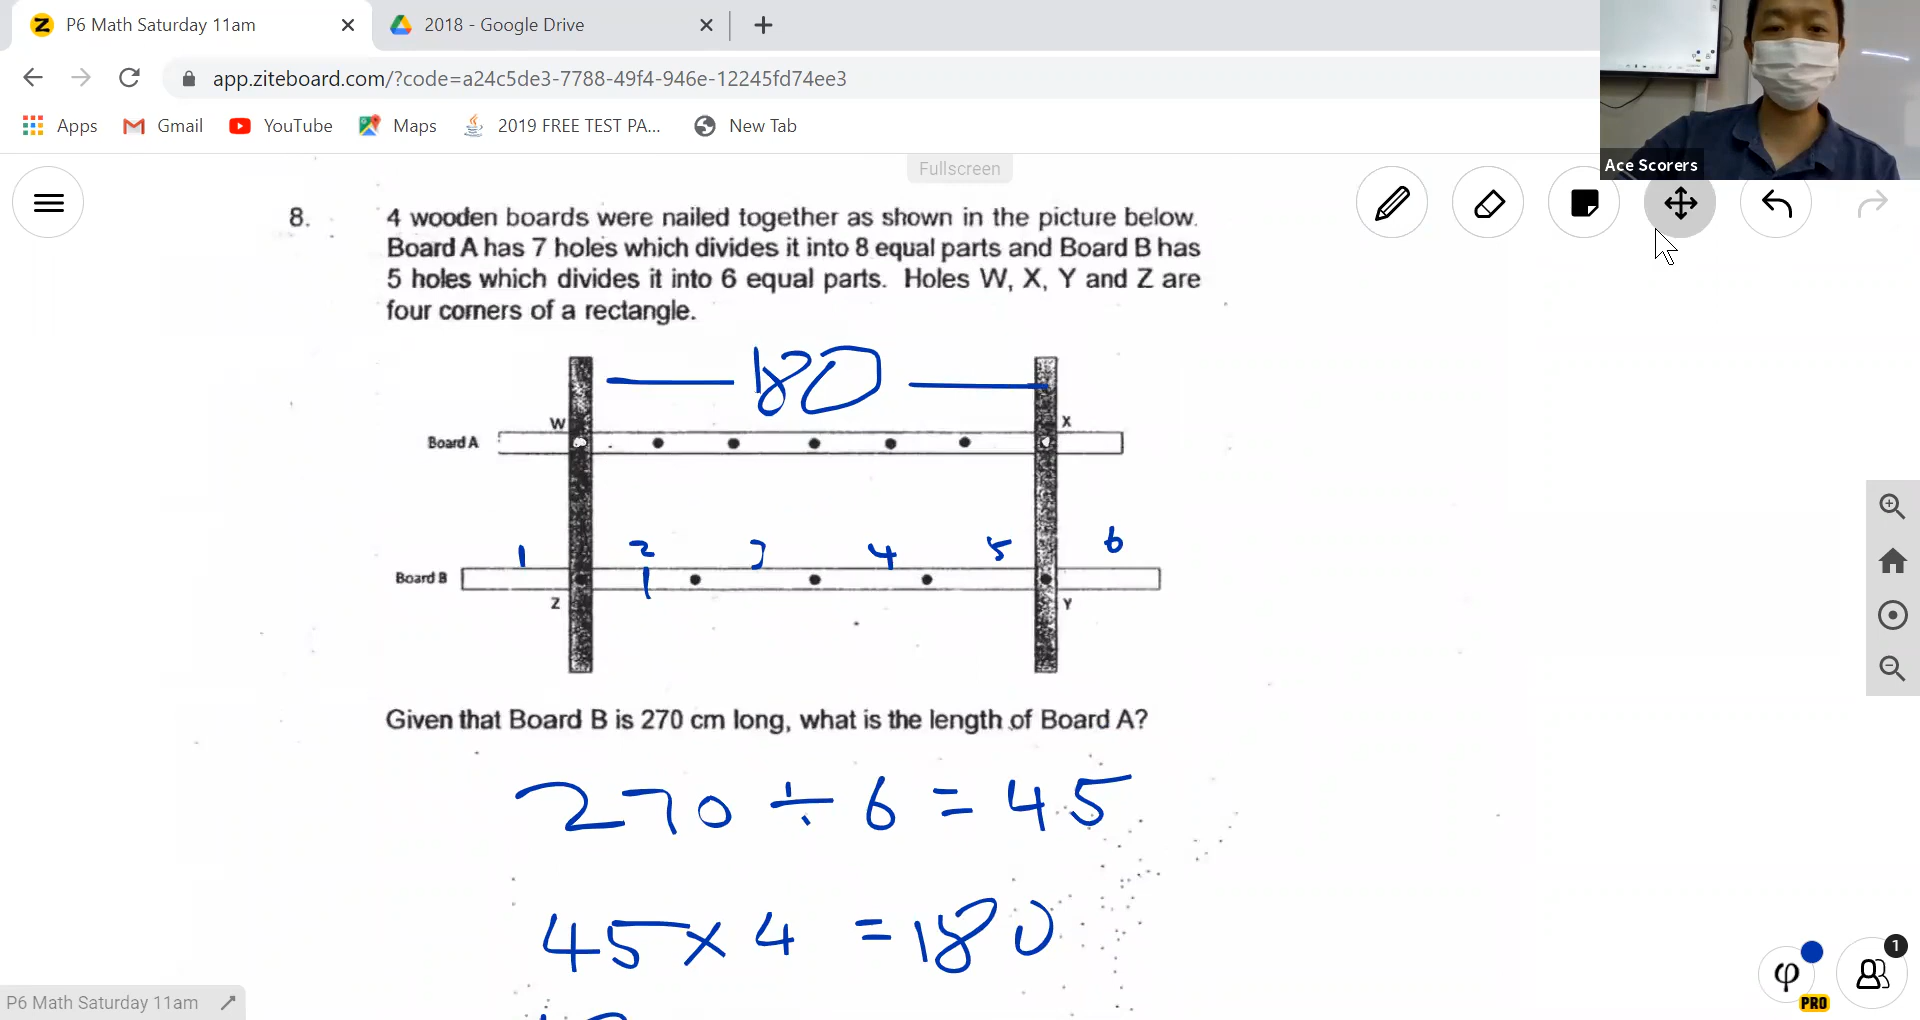 P6 Math Saturday 11am
2018 - Google Drive
app.ziteboard.com/?code=a24c5de3-7788-49f4-946e-12245fd74ee3
Apps
Gmail
YouTube
Maps
2019 FREE TEST PA...
New Tab
Ace Scorers
Fullscreen
8. 4 wooden boards were nailed together as shown in the picture below.
Board A has 7 holes which divides it into 8 equal parts and Board B has
5 holes which divides it into 6 equal parts. Holes W, X, Y and Z are
four corners of a rectangle.
180
W X
Board A
1 2 3 4 5 6
Board B
1
Z Y
Given that Board B is 270 cm long, what is the length of Board A?
270 ÷ 6 = 45
45 × 4 = 180
1
φ
PRO
P6 Math Saturday 11am